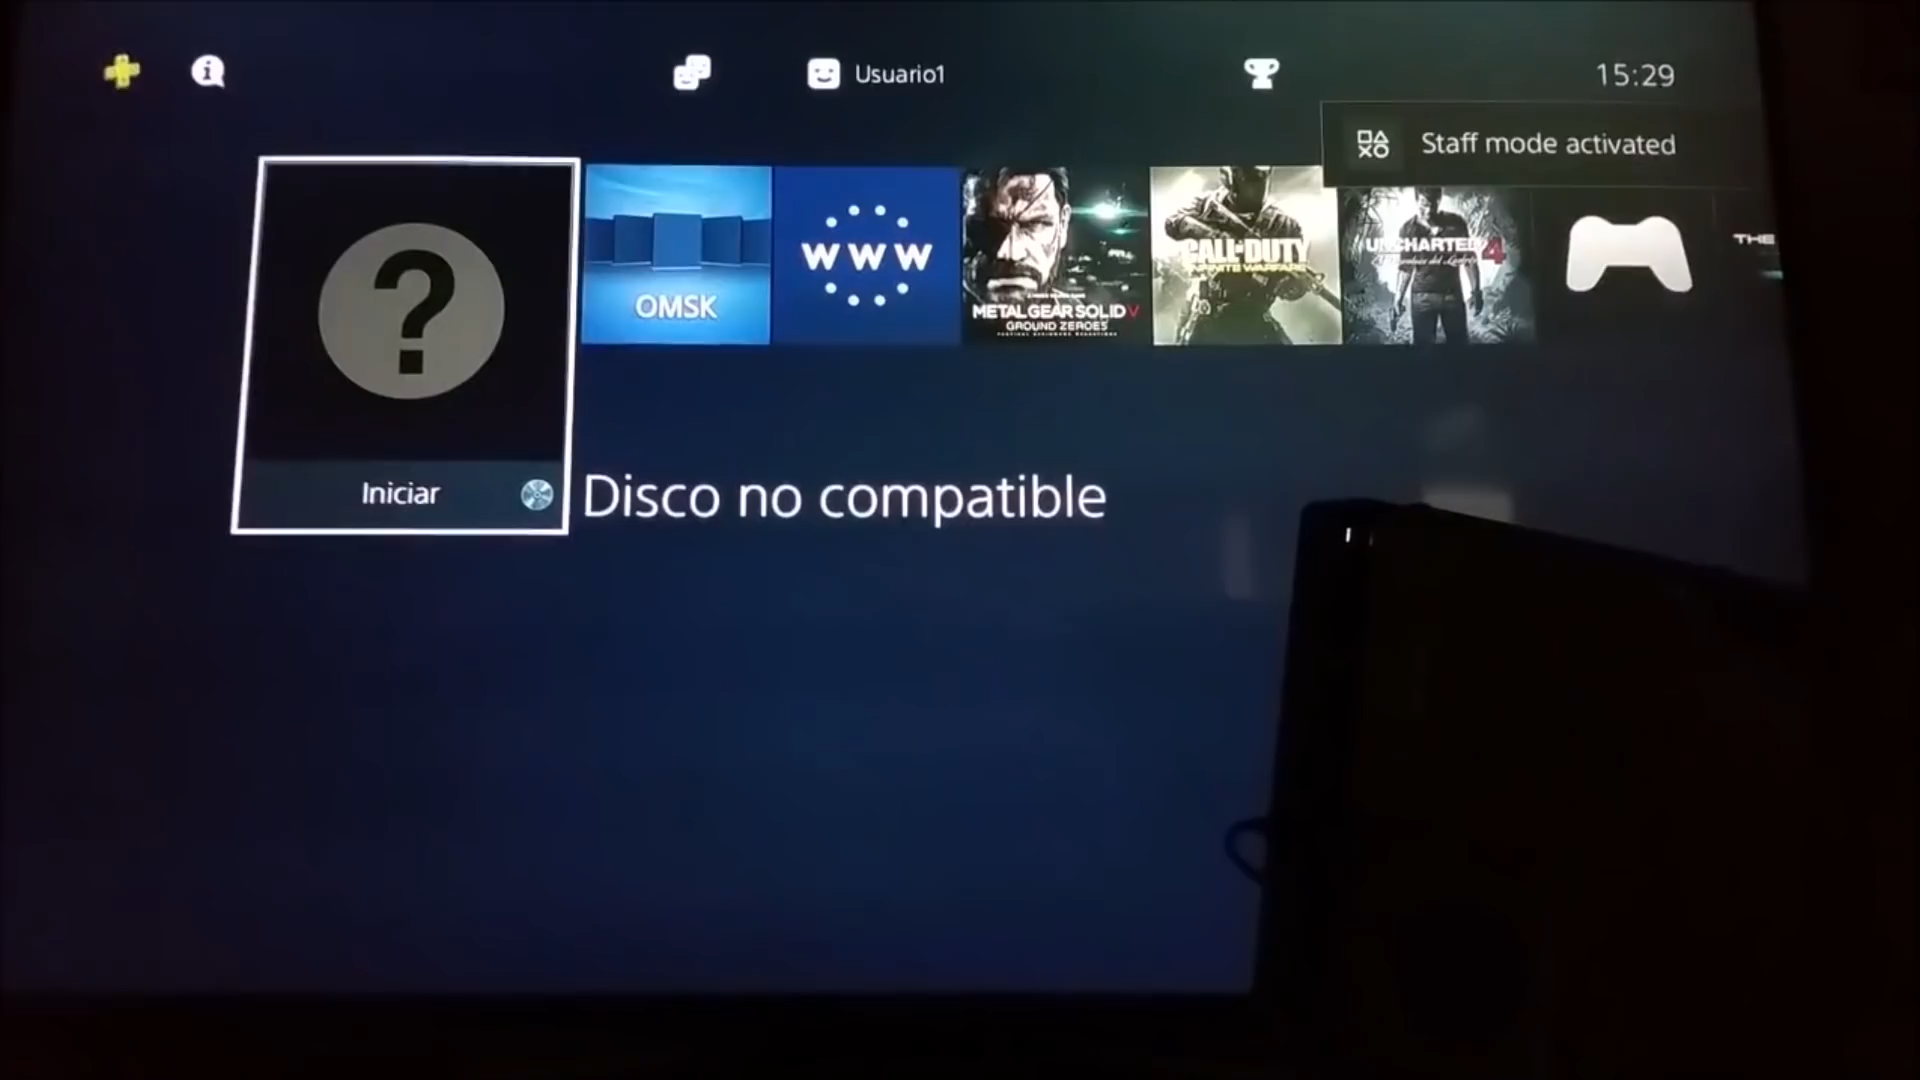 Usuario1
15:29
Staff mode activated
OMSK
WWW
METAL GEAR SOLID V
GROUND ZEROES
CALL OF DUTY
INFINITE WARFARE
UNCHARTED 4
THE
Iniciar
Disco no compatible